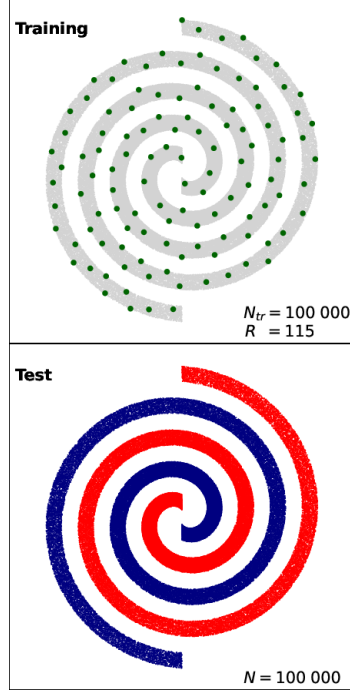 Training
N_tr = 100 000
R = 115
Test
N = 100 000